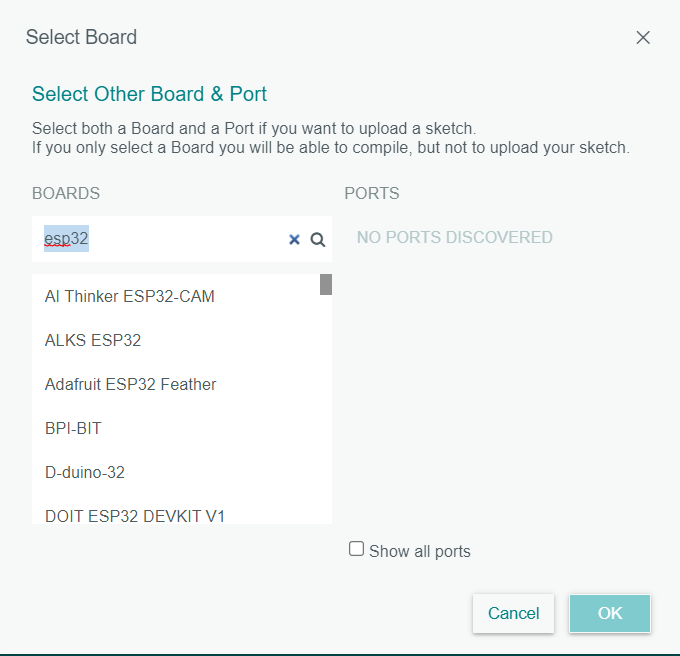 Select Board
Select Other Board & Port
Select both a Board and a Port if you want to upload a sketch.
If you only select a Board you will be able to compile, but not to upload your sketch.
BOARDS
esp32
AI Thinker ESP32-CAM
ALKS ESP32
Adafruit ESP32 Feather
BPI-BIT
D-duino-32
DOIT ESP32 DEVKIT V1
PORTS
NO PORTS DISCOVERED
Show all ports
Cancel
OK